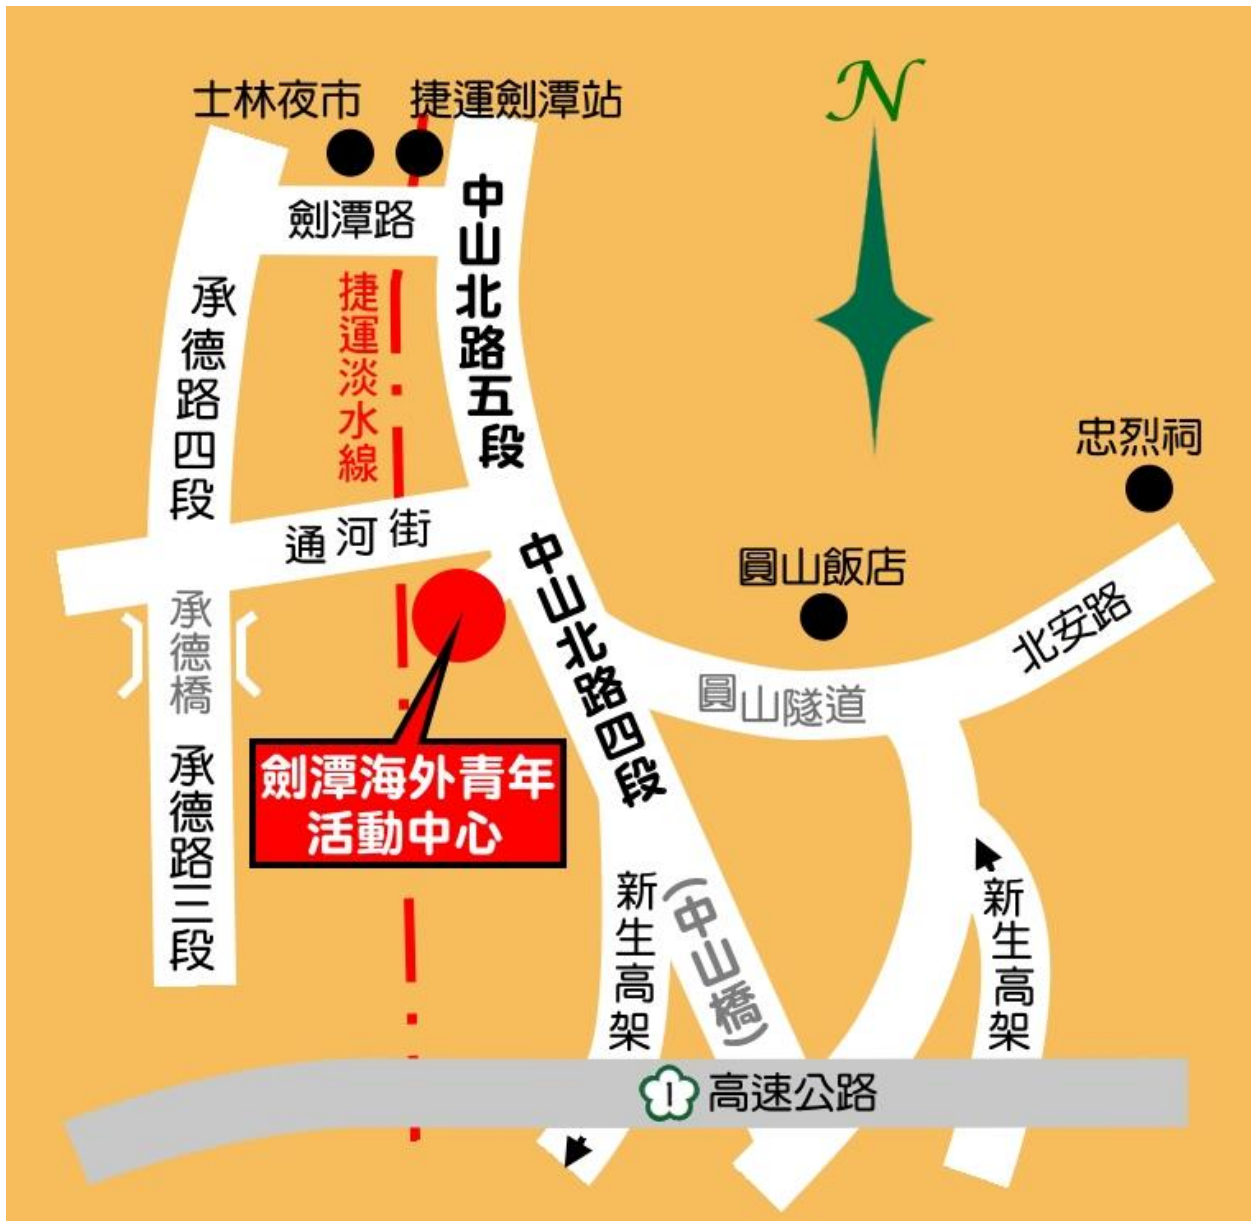 N
士林夜市
捷運劍潭站
劍潭路
中山北路五段
承德路四段
捷運淡水線
忠烈祠
通河街
中山北路四段
圓山飯店
北安路
承德橋
圓山隧道
劍潭海外青年
活動中心
承德路三段
新生高架
(中山橋)
新生高架
1
高速公路